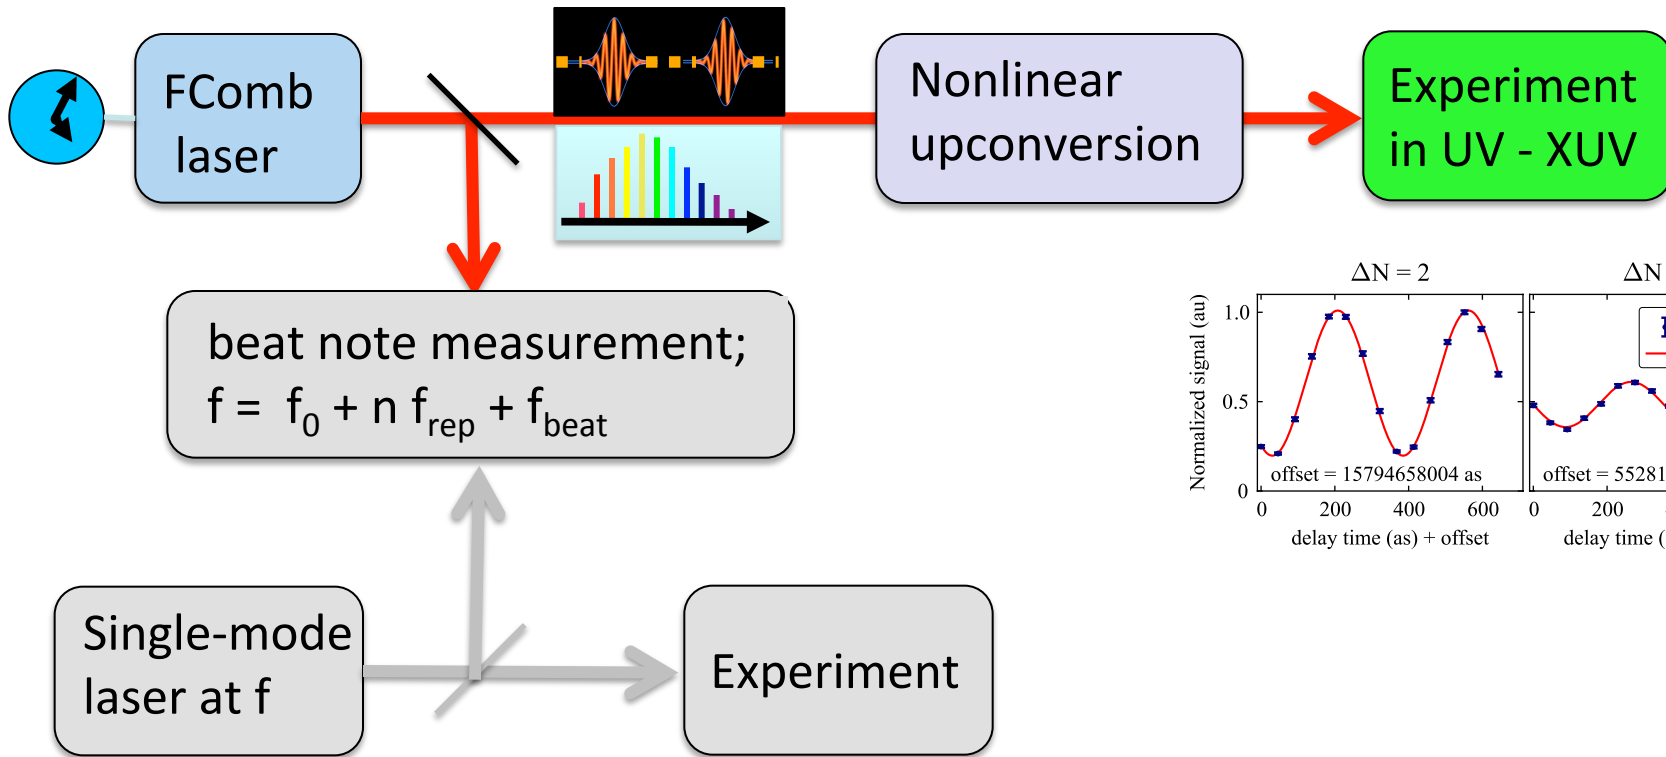 FComb
laser
Nonlinear
upconversion
Experiment
in UV - XUV
beat note measurement;
f = f₀ + n f_rep + f_beat
Single-mode
laser at f
Experiment
ΔN = 2
Normalized signal (au)
1.0
0.5
0
offset = 15794658004 as
0 200 400 600
delay time (as) + offset
ΔN
offset = 55281
0 200
delay time (